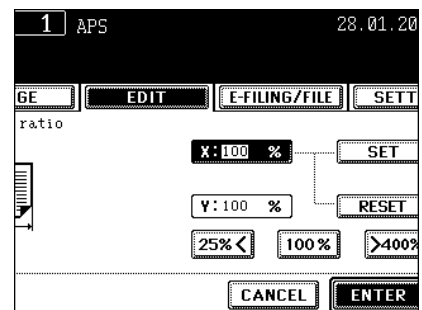 1 APS 28.01.20
GE EDIT E-FILING/FILE SETT
ratio
X:100 % SET
Y:100 % RESET
25%< 100% >400%
CANCEL ENTER